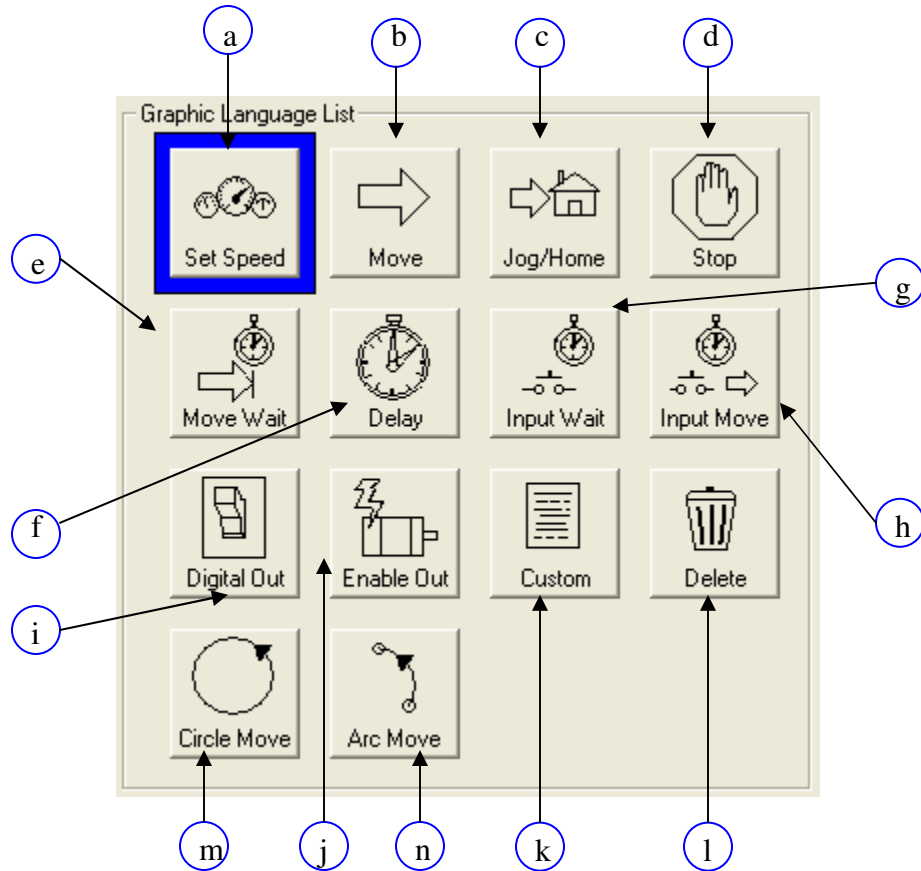 a b c d
Graphic Language List
Set Speed Move Jog/Home Stop
e
g
Move Wait Delay Input Wait Input Move
f
h
Digital Out Enable Out Custom Delete
i
Circle Move Arc Move
m j n k l